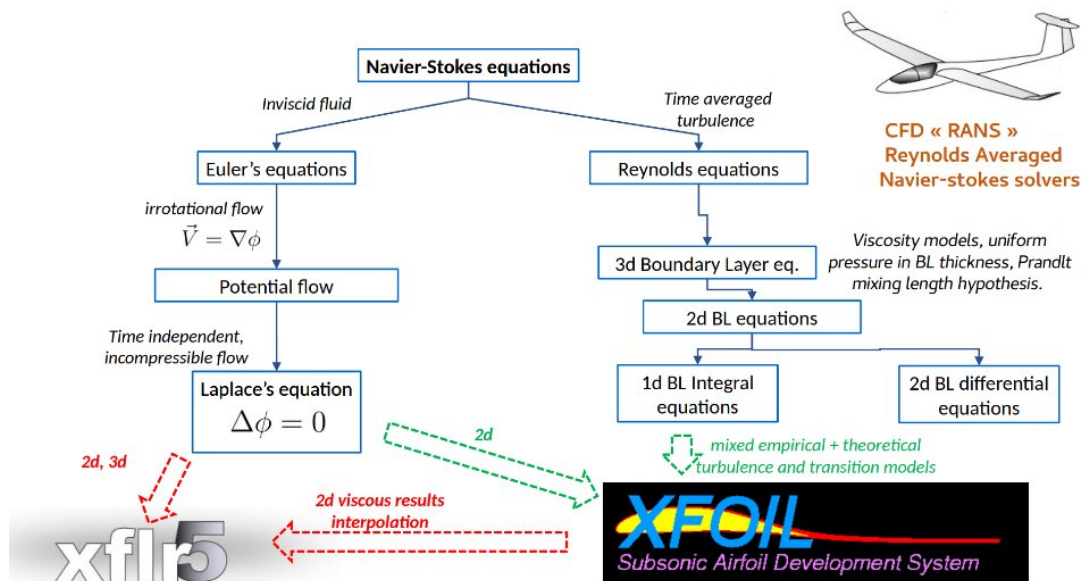 Navier-Stokes equations
Inviscid fluid
Time averaged
turbulence
CFD « RANS »
Reynolds Averaged
Navier-stokes solvers
Euler's equations
Reynolds equations
irrotational flow
V⃗ = ∇ϕ
Viscosity models, uniform
pressure in BL thickness, Prandlt
mixing length hypothesis.
3d Boundary Layer eq.
Potential flow
2d BL equations
Time independent,
incompressible flow
Laplace's equation
Δϕ = 0
1d BL Integral
equations
2d BL differential
equations
2d
mixed empirical + theoretical
turbulence and transition models
2d, 3d
2d viscous results
interpolation
xflr5
XFOIL
Subsonic Airfoil Development System